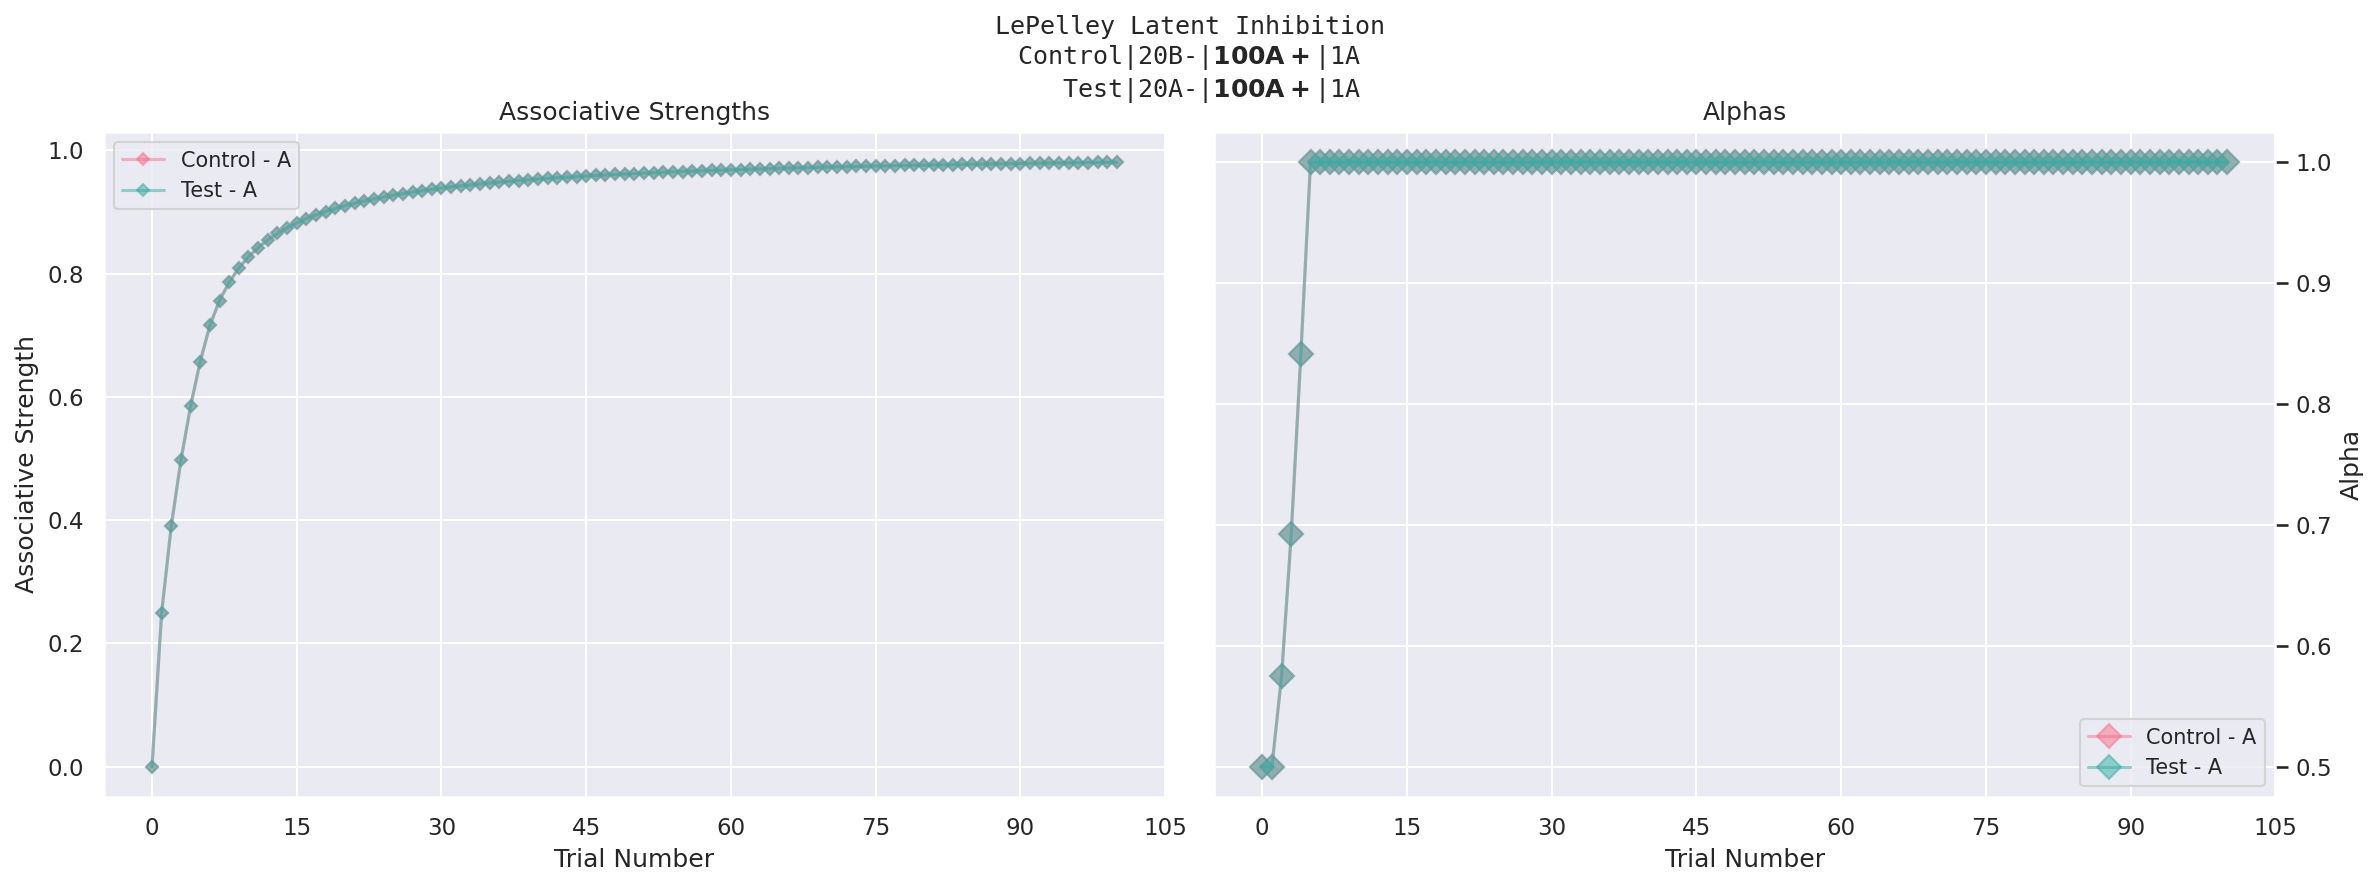 LePelley Latent Inhibition
Control|20B-|100A+|1A
Test|20A-|100A+|1A
Associative Strengths
Control - A
Test - A
Associative Strength
1.0
0.8
0.6
0.4
0.2
0.0
0 15 30 45 60 75 90 105
Trial Number
Alphas
1.0
0.9
0.8
0.7
0.6
0.5
Alpha
Control - A
Test - A
0 15 30 45 60 75 90 105
Trial Number